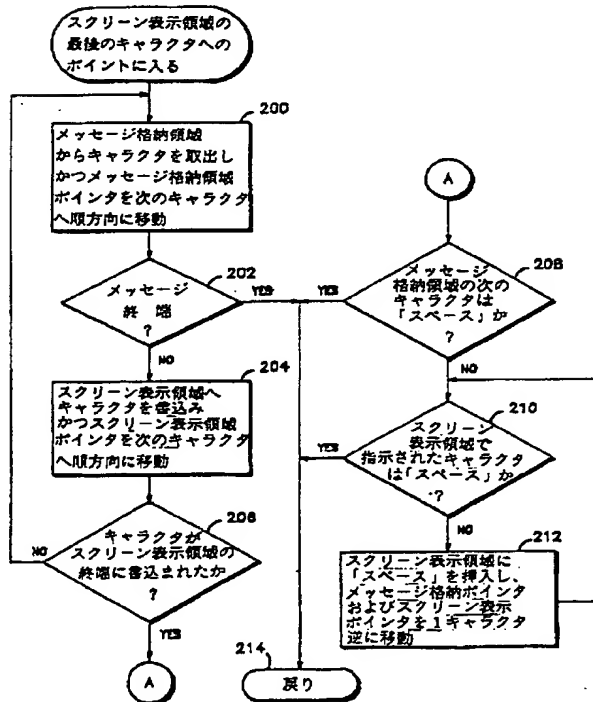 スクリーン表示領域の
最後のキャラクタへの
ポイントに入る
200
メッセージ格納領域
からキャラクタを取出し
かつメッセージ格納領域
ポインタを次のキャラクタ
へ順方向に移動
202
メッセージ
終端
?
YES
NO
204
スクリーン表示領域へ
キャラクタを書込み
かつスクリーン表示領域
ポインタを次のキャラクタ
へ順方向に移動
206
キャラクタが
スクリーン表示領域の
終端に書込まれたか
?
NO
YES
A
A
208
メッセージ
格納領域の次の
キャラクタは
「スペース」か
?
YES
NO
210
スクリーン
表示領域で
指示されたキャラクタ
は「スペース」か
?
YES
NO
212
スクリーン表示領域に
「スペース」を挿入し、
メッセージ格納ポインタ
およびスクリーン表示
ポインタを1キャラクタ
逆に移動
214
戻り